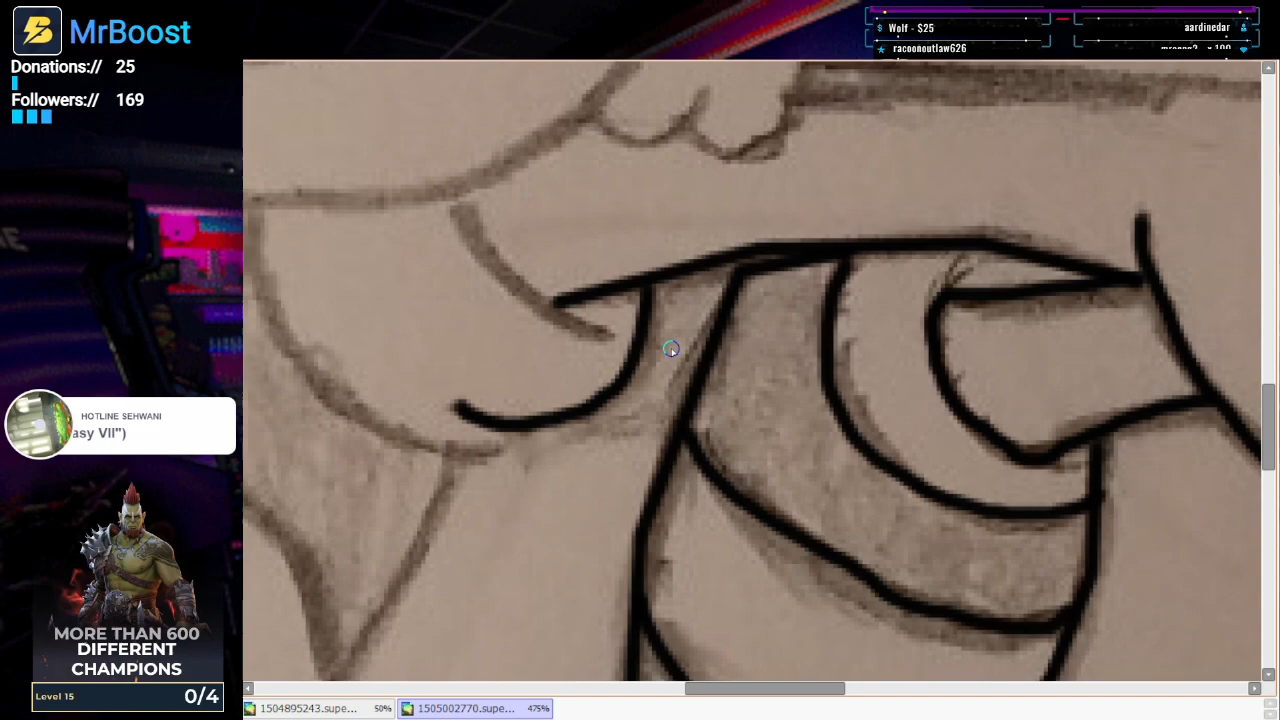 MrBoost
Donations:// 25
Followers:// 169
Wolf - $25
racoonoutlaw626
aardinedar
HOTLINE SEHWANI
asy VII")
MORE THAN 600
DIFFERENT
CHAMPIONS
Level 15 0/4
1504895243.supe... 50%
1505002770.supe... 475%